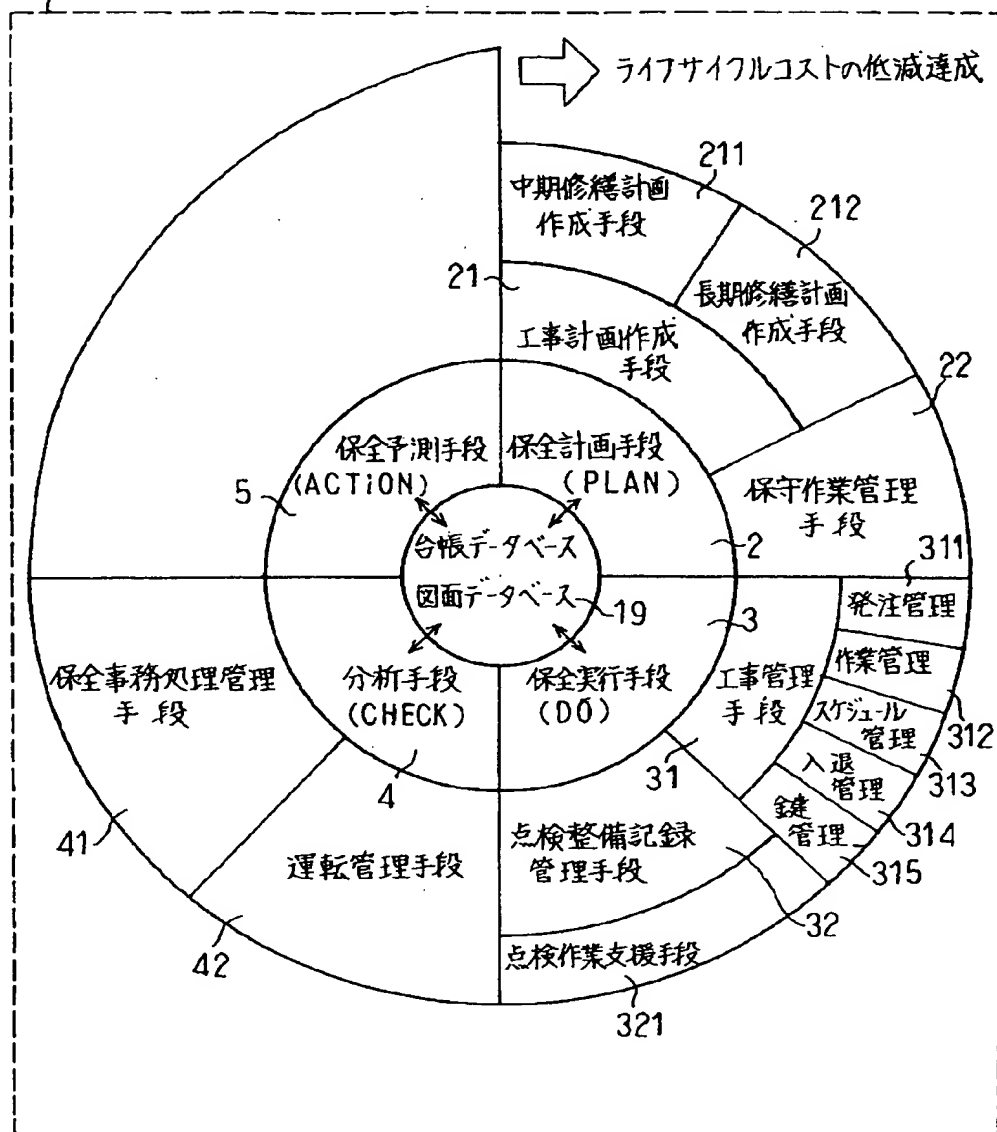 ライフサイクルコストの低減達成
211
中期修繕計画
作成手段
212
21
長期修繕計画
作成手段
工事計画作成
手段
22
保全予測手段
(ACTiON)
保全計画手段
(PLAN)
5
保守作業管理
手段
台帳データベース
2
311
図面データベース
19
3
発注管理
保全事務処理管理
手段
分析手段
(CHECK)
保全実行手段
(DO)
工事管理
手段
作業管理
312
スケジュール
管理
313
31
入退
管理
314
4
鍵
管理
315
41
運転管理手段
点検整備記録
管理手段
32
42
点検作業支援手段
321